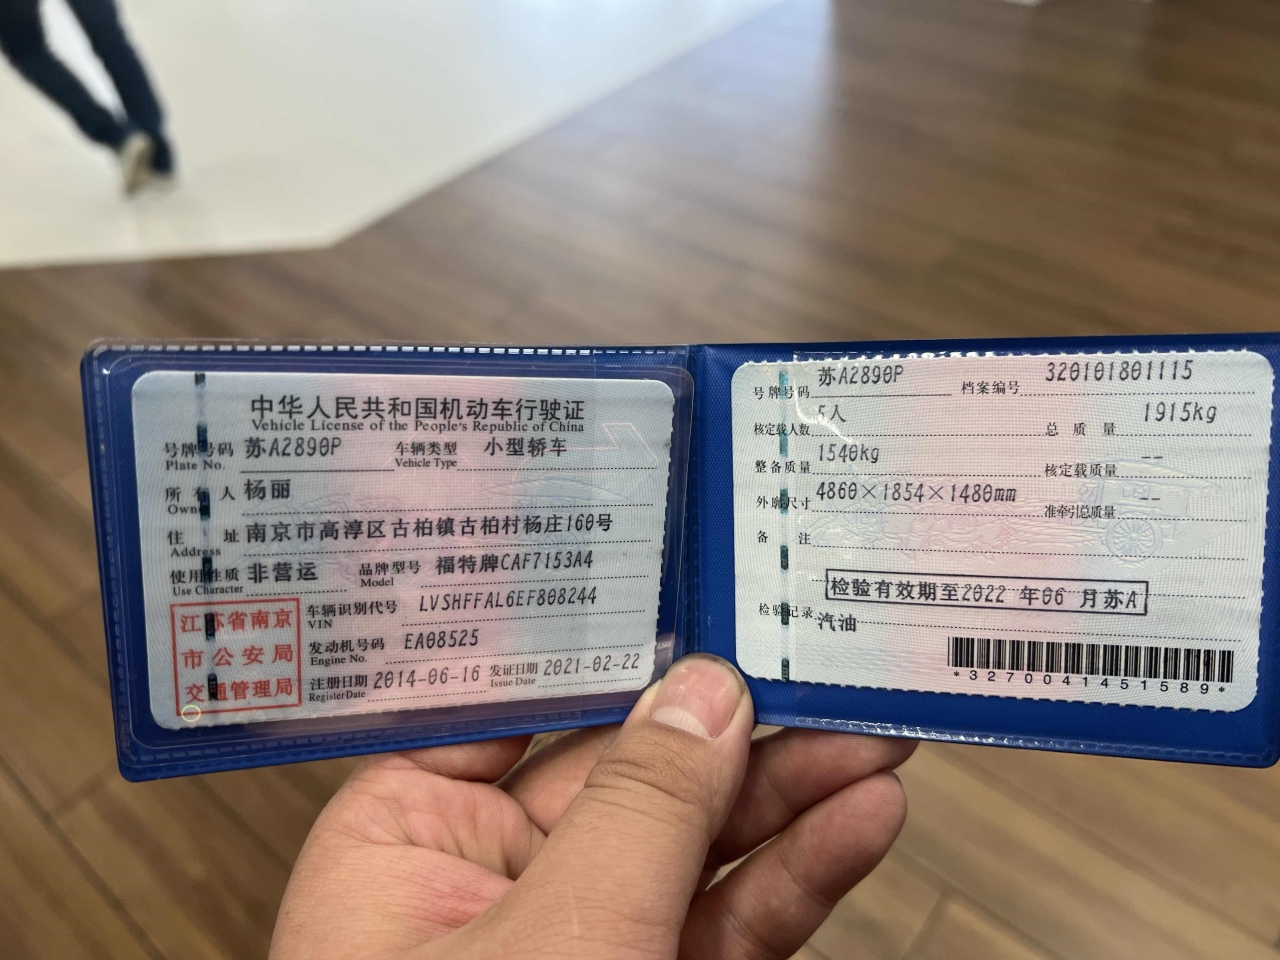 中华人民共和国机动车行驶证
Vehicle License of the People's Republic of China
号牌号码 苏A2890P 车辆类型 小型轿车
Plate No. Vehicle Type
所有人 杨丽
Owner
住址 南京市高淳区古柏镇古柏村杨庄160号
Address
使用性质 非营运 品牌型号 福特牌CAF7153A4
Use Character Model
江苏省南京市公安局交通管理局
车辆识别代号 LVSHFFAL6EF808244
VIN
发动机号码 EA08525
Engine No.
注册日期 2014-06-16 发证日期 2021-02-22
Register Date Issue Date
号牌号码 苏A2890P 档案编号 320101801115
核定载人数 5人 总质量 1915kg
整备质量 1540kg 核定载质量 --
外廓尺寸 4860×1854×1480mm 准牵引总质量 --
备注
检验有效期至2022年06月苏A
检验记录
汽油
*3270041451589*